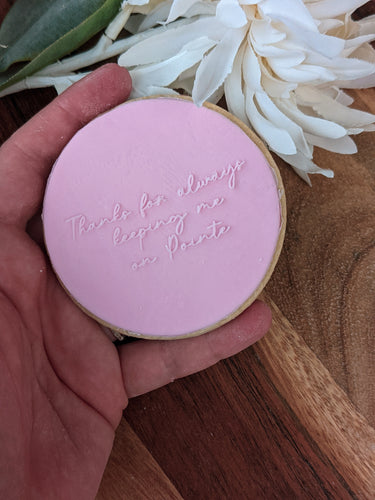 Thanks for always
keeping me
on Pointe